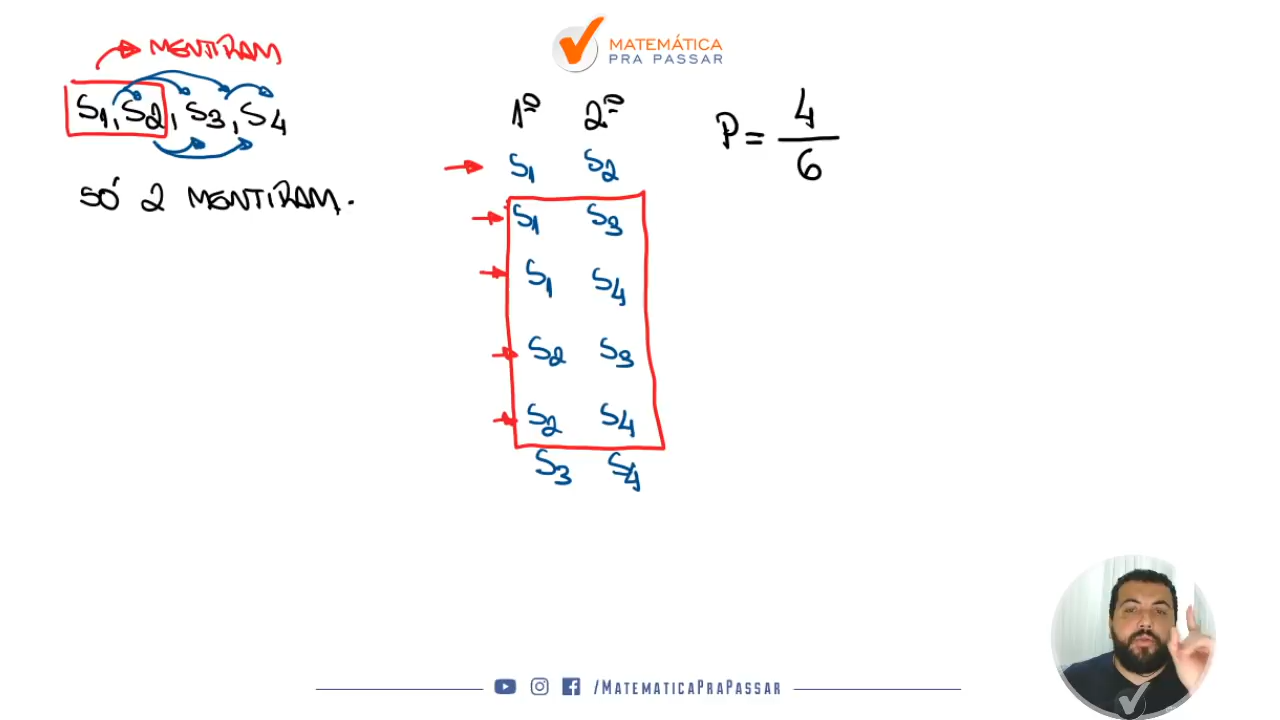 MENTIRAM
S1, S2, S3, S4
SÓ 2 MENTIRAM.
MATEMÁTICA
PRA PASSAR
1º 2º
S1 S2
S1 S3
S1 S4
S2 S3
S2 S4
S3 S4
P = 4/6
/MATEMATICAPRAPASSAR